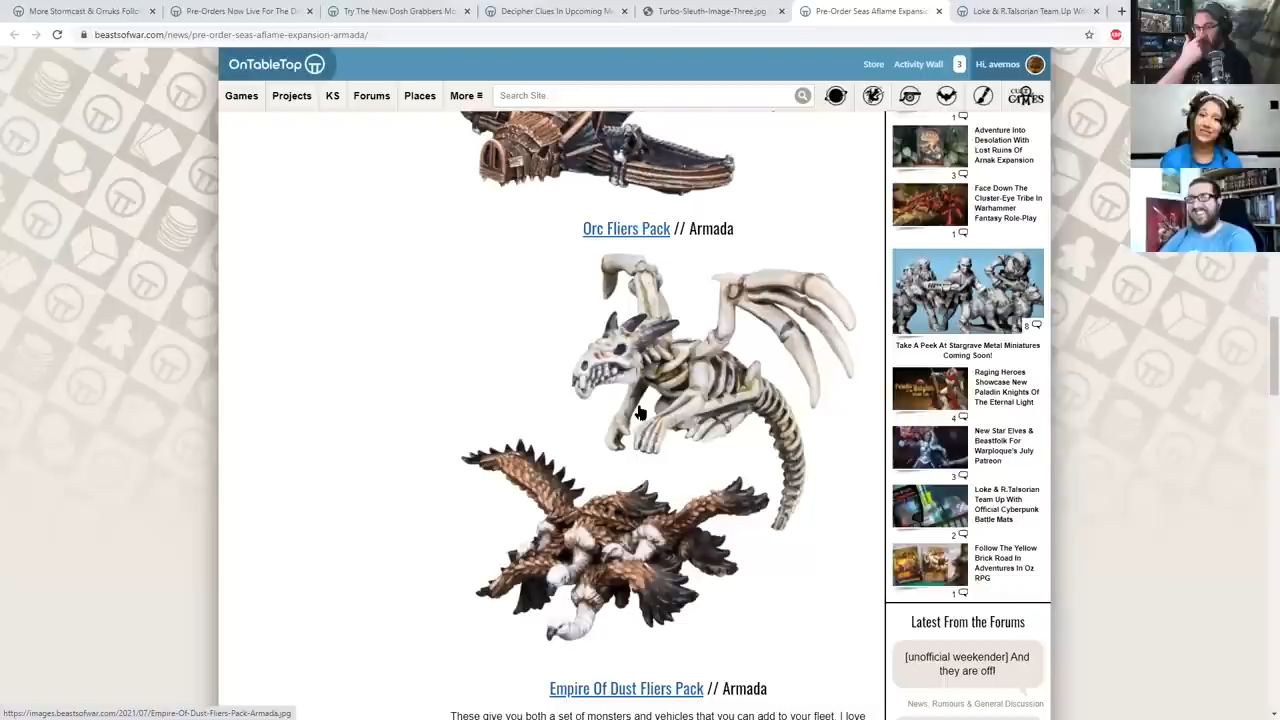 More Stormcast & Orruks Follo
Pre-Orders Now Live For The Di
Try The New Dosh Grabbers Mo
Decipher Clues In Upcoming Me
Turbo-Sleuth-Image-Three.jpg
Pre-Order Seas Aflame Expansio
Loke & R.Talsorian Team Up Wit
beastsofwar.com/news/pre-order-seas-aflame-expansion-armada/
OnTableTop
Store
Activity Wall
3
Hi, avernos
Games
Projects
KS
Forums
Places
More
Search Site.
GAMES
Orc Fliers Pack // Armada
Empire Of Dust Fliers Pack // Armada
These give you both a set of monsters and vehicles that you can add to your fleet. I love
1
Adventure Into
Desolation With
Lost Ruins Of
Arnak Expansion
3
Face Down The
Cluster-Eye Tribe In
Warhammer
Fantasy Role-Play
1
8
Take A Peek At Stargrave Metal Miniatures
Coming Soon!
Raging Heroes
Showcase New
Paladin Knights Of
The Eternal Light
4
New Star Elves &
Beastfolk For
Warploque's July
Patreon
3
Loke & R.Talsorian
Team Up With
Official Cyberpunk
Battle Mats
2
Follow The Yellow
Brick Road In
Adventures In Oz
RPG
1
Latest From the Forums
[unofficial weekender] And
they are off!
News, Rumours & General Discussion
https://images.beastsofwar.com/2021/07/Empire-Of-Dust-Fliers-Pack-Armada.jpg